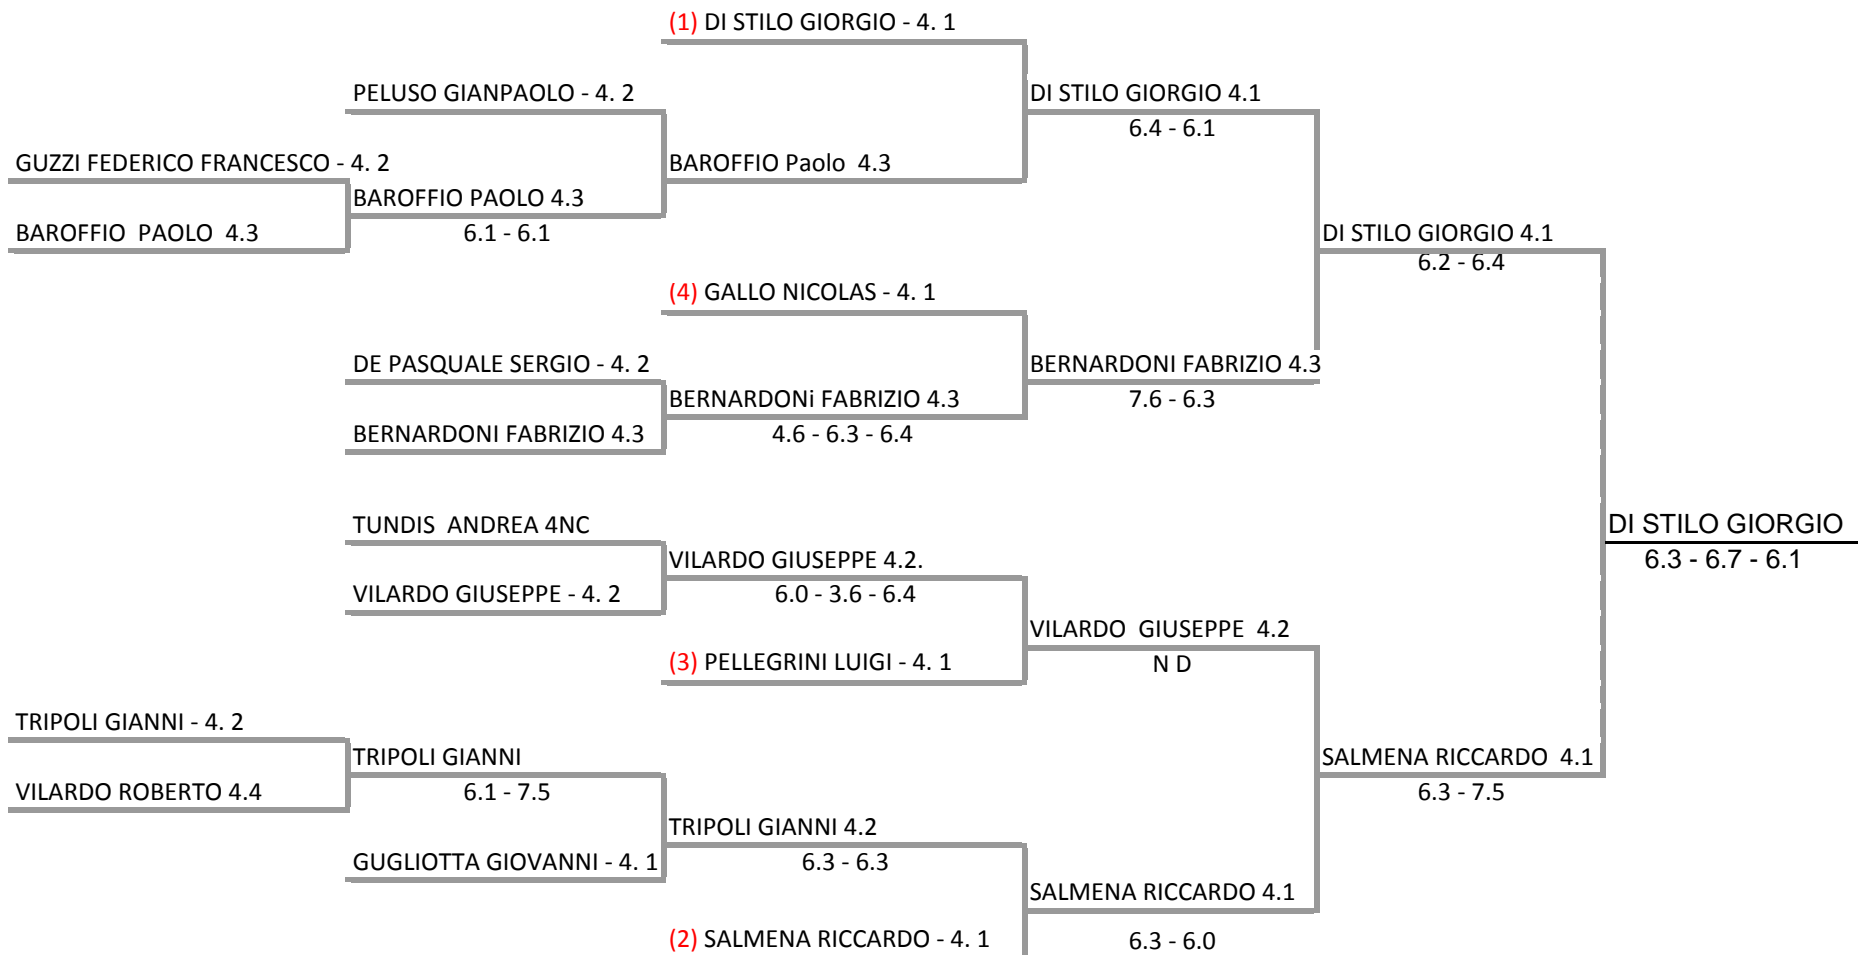 (1) DI STILO GIORGIO - 4. 1
PELUSO GIANPAOLO - 4. 2
DI STILO GIORGIO 4.1
6.4 - 6.1
GUZZI FEDERICO FRANCESCO - 4. 2
BAROFFIO Paolo 4.3
BAROFFIO PAOLO 4.3
BAROFFIO PAOLO 4.3
6.1 - 6.1
DI STILO GIORGIO 4.1
6.2 - 6.4
(4) GALLO NICOLAS - 4. 1
DE PASQUALE SERGIO - 4. 2
BERNARDONI FABRIZIO 4.3
BERNARDONi FABRIZIO 4.3
7.6 - 6.3
BERNARDONI FABRIZIO 4.3
4.6 - 6.3 - 6.4
TUNDIS ANDREA 4NC
DI STILO GIORGIO
VILARDO GIUSEPPE 4.2.
6.3 - 6.7 - 6.1
VILARDO GIUSEPPE - 4. 2
6.0 - 3.6 - 6.4
VILARDO GIUSEPPE 4.2
(3) PELLEGRINI LUIGI - 4. 1
N D
TRIPOLI GIANNI - 4. 2
TRIPOLI GIANNI
SALMENA RICCARDO 4.1
VILARDO ROBERTO 4.4
6.1 - 7.5
6.3 - 7.5
TRIPOLI GIANNI 4.2
GUGLIOTTA GIOVANNI - 4. 1
6.3 - 6.3
SALMENA RICCARDO 4.1
(2) SALMENA RICCARDO - 4. 1
6.3 - 6.0